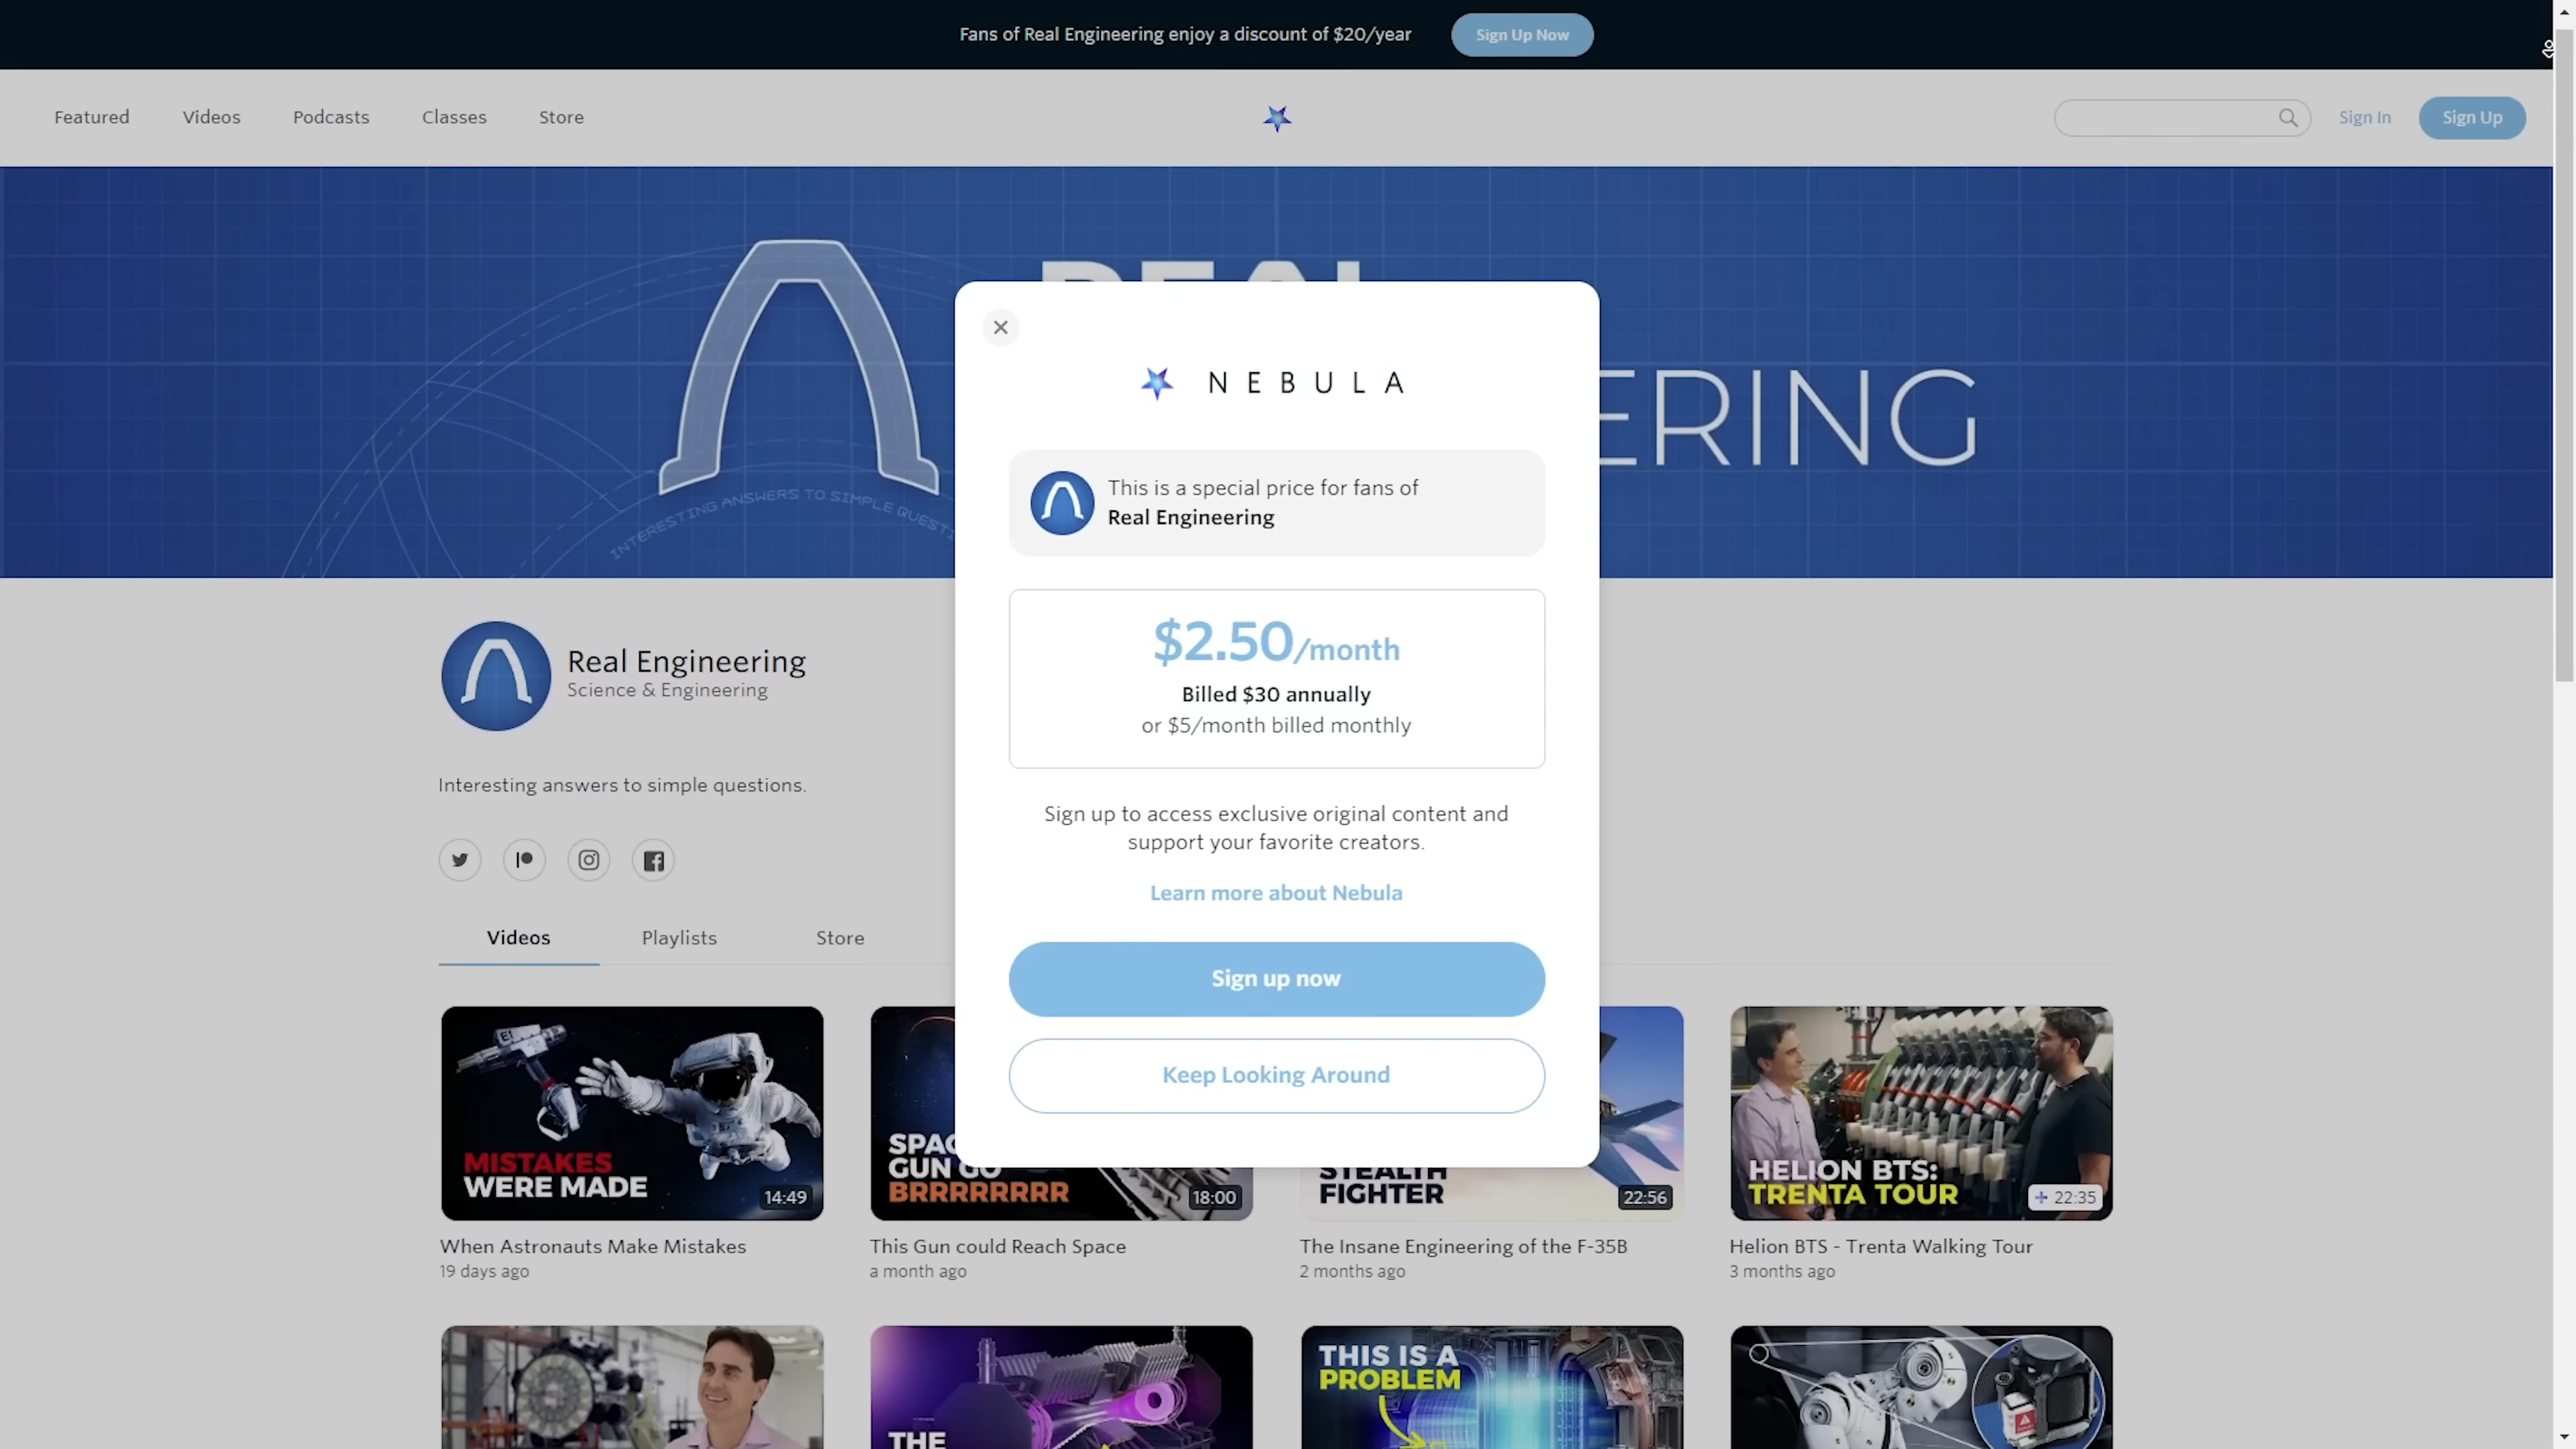 Fans of Real Engineering enjoy a discount of $20/year
Sign Up Now
Featured
Videos
Podcasts
Classes
Store
Sign In
Sign Up
ERING
INTERESTING ANSWERS TO SIMPLE
NEBULA
This is a special price for fans of
Real Engineering
$2.50/month
Billed $30 annually
or $5/month billed monthly
Sign up to access exclusive original content and
support your favorite creators.
Learn more about Nebula
Sign up now
Keep Looking Around
Real Engineering
Science & Engineering
Interesting answers to simple questions.
Videos
Playlists
Store
MISTAKES
WERE MADE
14:49
GUN GO
BRRRRRRRR
18:00
STEALTH
FIGHTER
22:56
HELION BTS:
TRENTA TOUR
+ 22:35
When Astronauts Make Mistakes
19 days ago
This Gun could Reach Space
a month ago
The Insane Engineering of the F-35B
2 months ago
Helion BTS - Trenta Walking Tour
3 months ago
THE
THIS IS A
PROBLEM